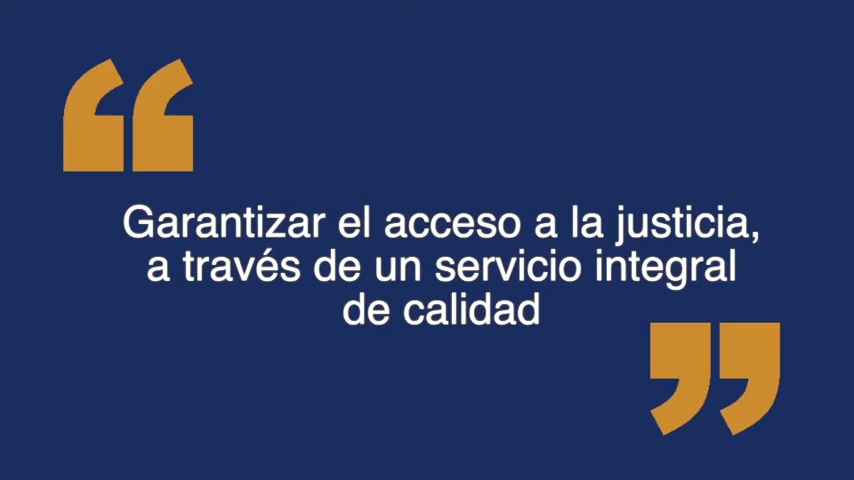 “
Garantizar el acceso a la justicia,
a través de un servicio integral
de calidad
”